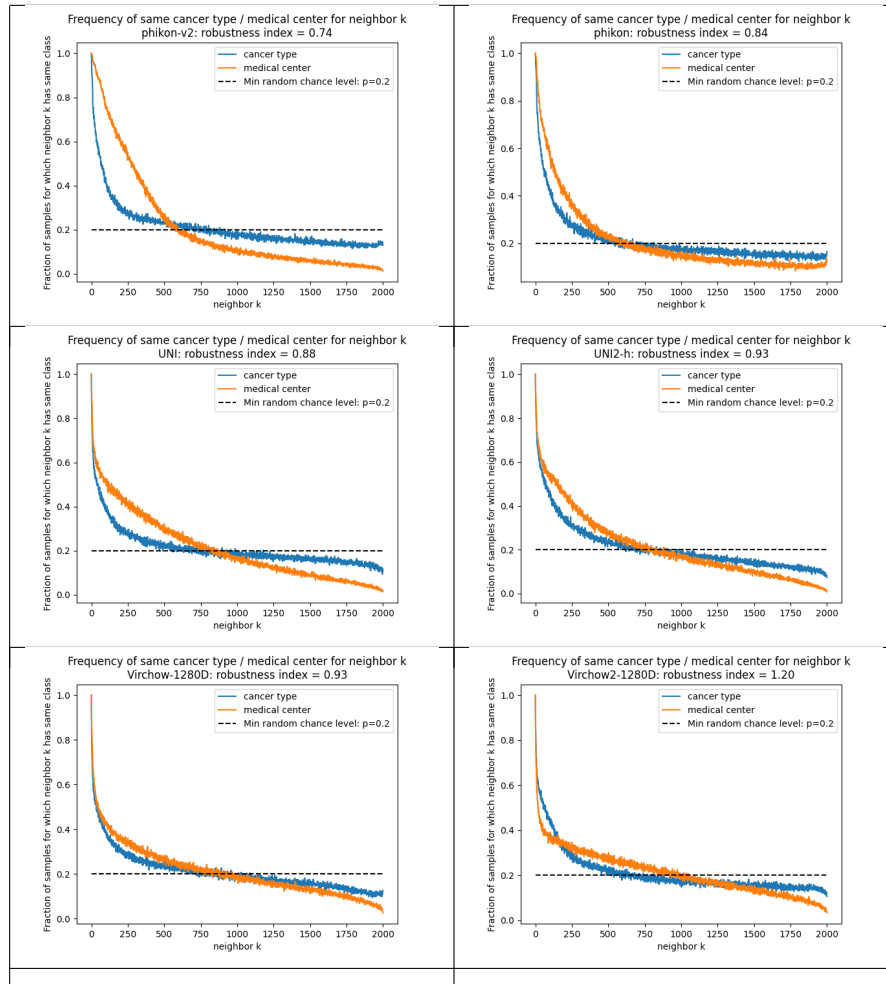 Frequency of same cancer type / medical center for neighbor k
phikon-v2: robustness index = 0.74
Fraction of samples for which neighbor k has same class
1.0
0.8
0.6
0.4
0.2
0.0
cancer type
medical center
Min random chance level: p=0.2
0 250 500 750 1000 1250 1500 1750 2000
neighbor k
Frequency of same cancer type / medical center for neighbor k
phikon: robustness index = 0.84
Fraction of samples for which neighbor k has same class
1.0
0.8
0.6
0.4
0.2
cancer type
medical center
Min random chance level: p=0.2
0 250 500 750 1000 1250 1500 1750 2000
neighbor k
Frequency of same cancer type / medical center for neighbor k
UNI: robustness index = 0.88
Fraction of samples for which neighbor k has same class
1.0
0.8
0.6
0.4
0.2
0.0
cancer type
medical center
Min random chance level: p=0.2
0 250 500 750 1000 1250 1500 1750 2000
neighbor k
Frequency of same cancer type / medical center for neighbor k
UNI2-h: robustness index = 0.93
Fraction of samples for which neighbor k has same class
1.0
0.8
0.6
0.4
0.2
0.0
cancer type
medical center
Min random chance level: p=0.2
0 250 500 750 1000 1250 1500 1750 2000
neighbor k
Frequency of same cancer type / medical center for neighbor k
Virchow-1280D: robustness index = 0.93
Fraction of samples for which neighbor k has same class
1.0
0.8
0.6
0.4
0.2
0.0
cancer type
medical center
Min random chance level: p=0.2
0 250 500 750 1000 1250 1500 1750 2000
neighbor k
Frequency of same cancer type / medical center for neighbor k
Virchow2-1280D: robustness index = 1.20
Fraction of samples for which neighbor k has same class
1.0
0.8
0.6
0.4
0.2
0.0
cancer type
medical center
Min random chance level: p=0.2
0 250 500 750 1000 1250 1500 1750 2000
neighbor k